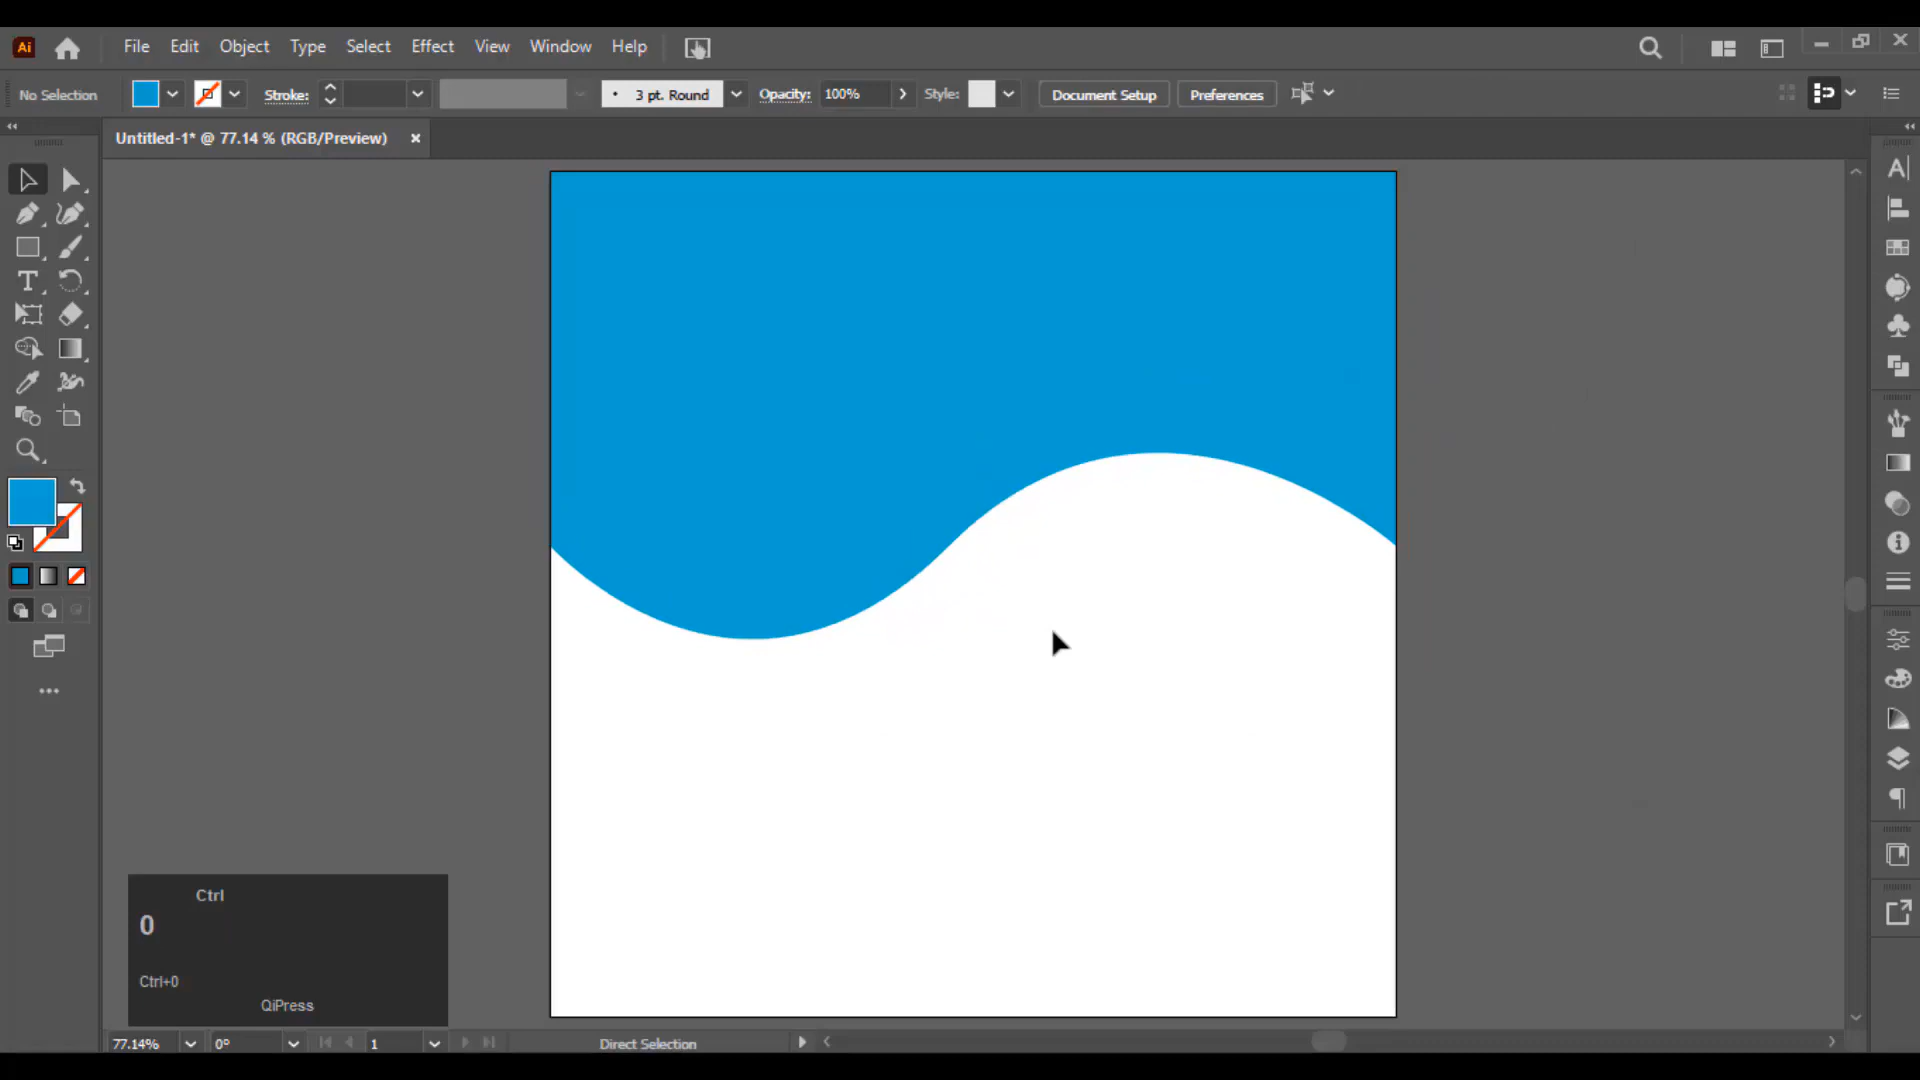 Ai File Edit Object Type Select Effect View Window Help
No Selection Stroke: 3 pt. Round Opacity: 100% Style: Document Setup Preferences
Untitled-1* @ 77.14 % (RGB/Preview) ×
Ctrl
0
Ctrl+0
QiPress
77.14% 0° 1 Direct Selection